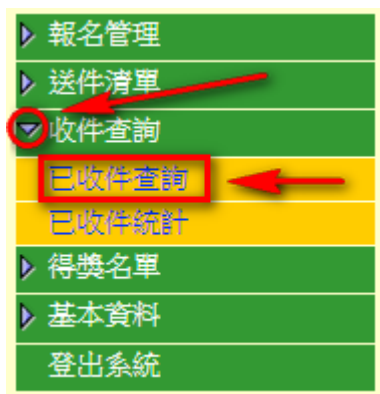 報名管理
送件清單
收件查詢
已收件查詢
已收件統計
得獎名單
基本資料
登出系統